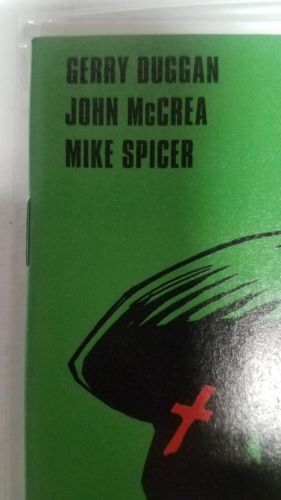 GERRY DUGGAN
JOHN McCREA
MIKE SPICER